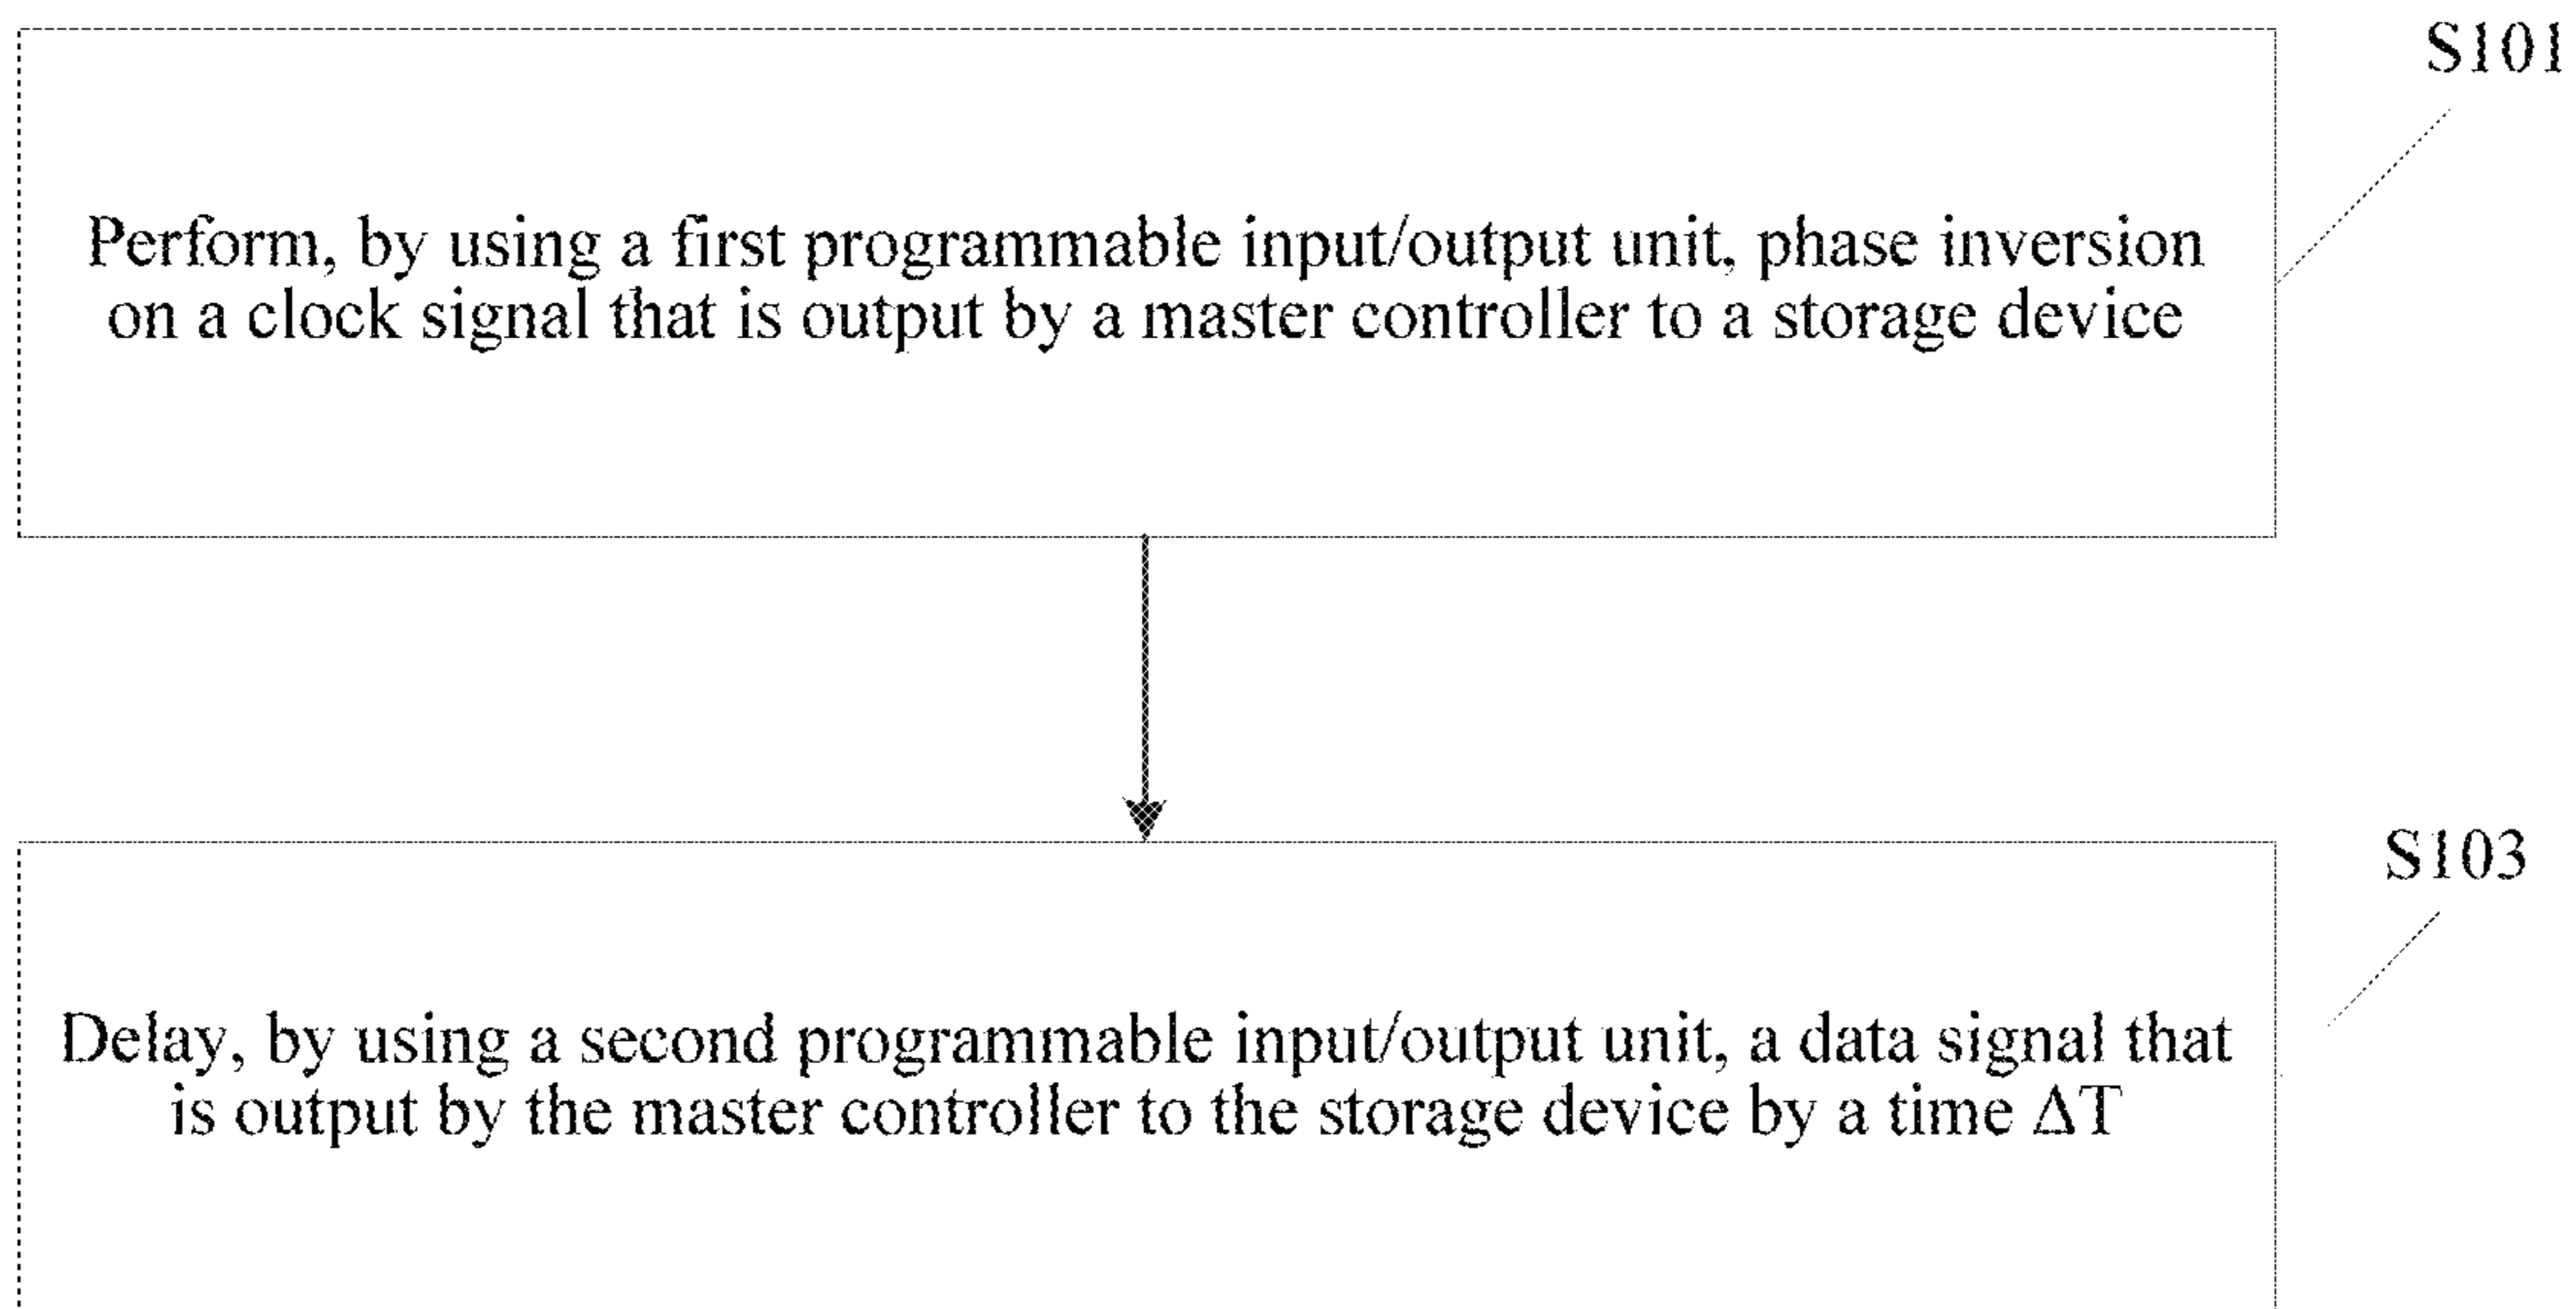 S101
Perform, by using a first programmable input/output unit, phase inversion
on a clock signal that is output by a master controller to a storage device
S103
Delay, by using a second programmable input/output unit, a data signal that
is output by the master controller to the storage device by a time ΔT